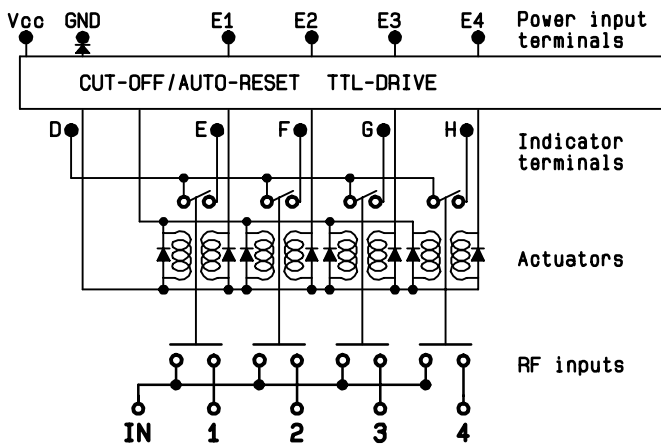 Vcc GND E1 E2 E3 E4 Power input
terminals
CUT-OFF/AUTO-RESET TTL-DRIVE
D E F G H Indicator
terminals
Actuators
RF inputs
IN 1 2 3 4